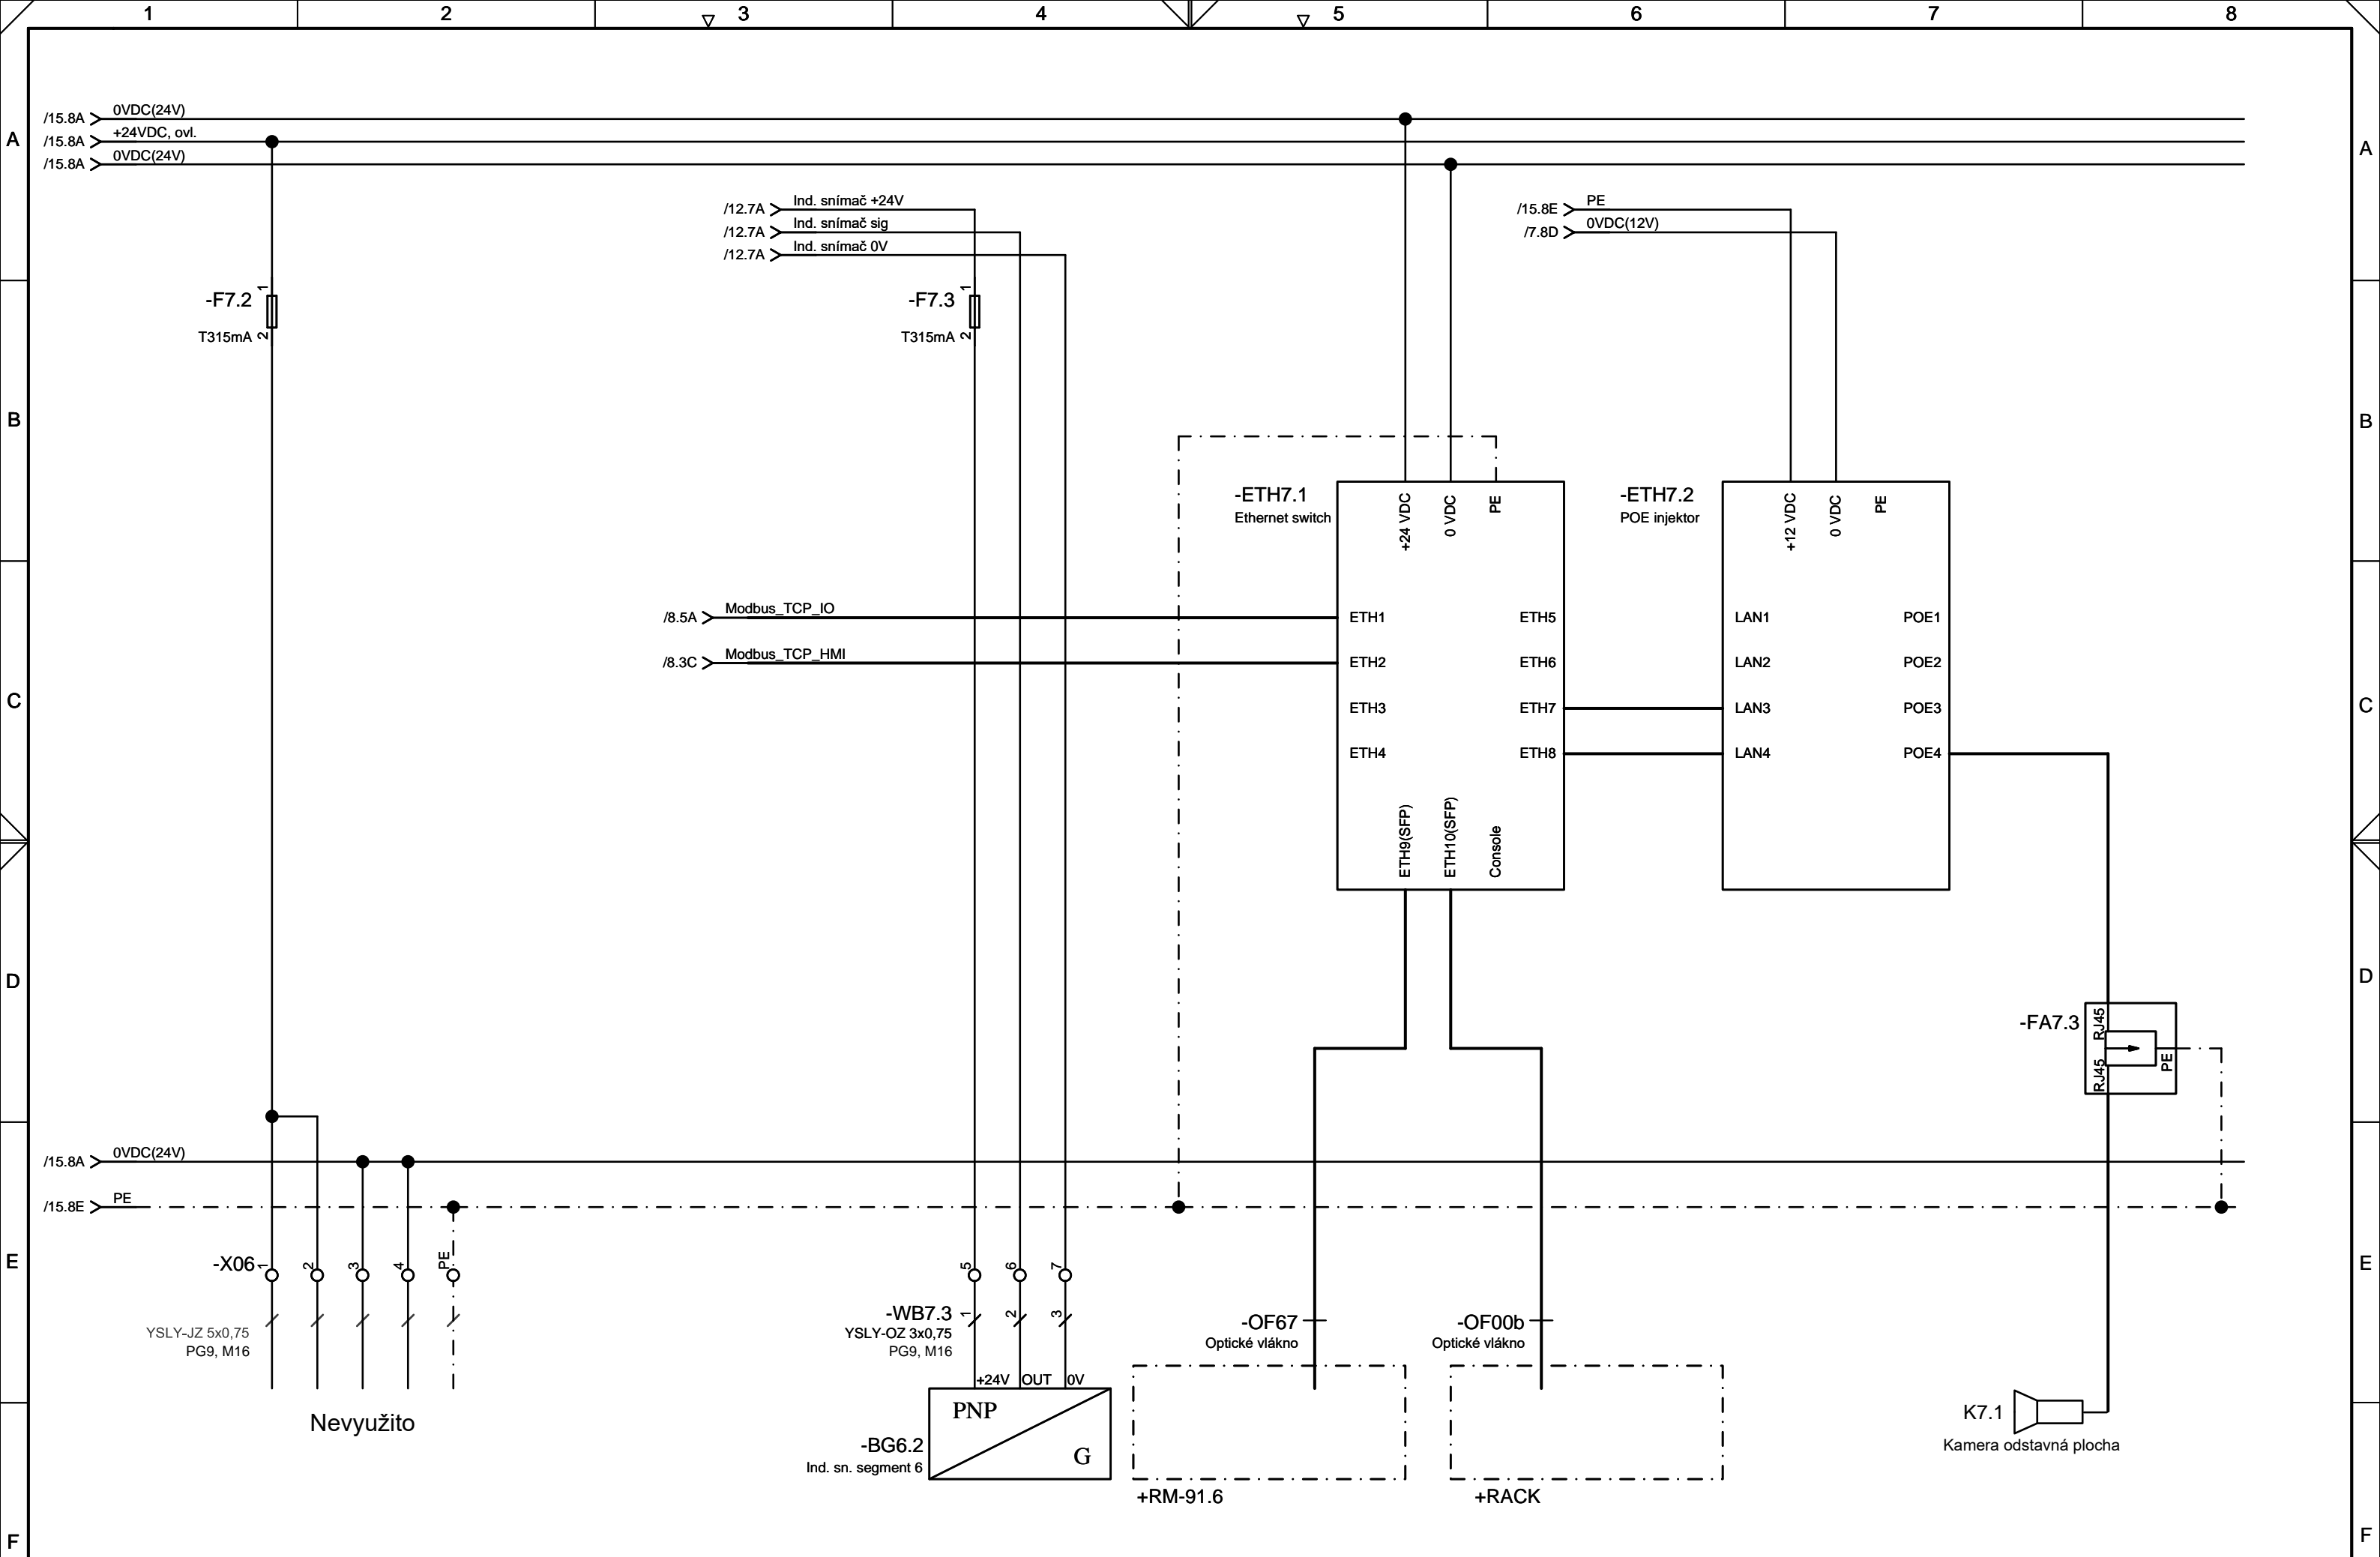 1 2 3 4 5 6 7 8
A A
/15.8A 0VDC(24V)
/15.8A +24VDC, ovl.
/15.8A 0VDC(24V)
/12.7A Ind. snímač +24V
/12.7A Ind. snímač sig
/12.7A Ind. snímač 0V
/15.8E PE
/7.8D 0VDC(12V)
-F7.2 1
T315mA 2
-F7.3 1
T315mA 2
B B
-ETH7.1
Ethernet switch
+24 VDC
0 VDC
PE
-ETH7.2
POE injektor
+12 VDC
0 VDC
PE
/8.5A Modbus_TCP_IO
/8.3C Modbus_TCP_HMI
ETH1 ETH5
ETH2 ETH6
ETH3 ETH7
ETH4 ETH8
ETH9(SFP)
ETH10(SFP)
Console
LAN1 POE1
LAN2 POE2
LAN3 POE3
LAN4 POE4
C C
D D
-FA7.3
RJ45
RJ45
PE
/15.8A 0VDC(24V)
/15.8E PE
E E
-X06 1 2 3 4 PE 5 6 7
YSLY-JZ 5x0,75
PG9, M16
Nevyužito
-WB7.3 1 2 3
YSLY-OZ 3x0,75
PG9, M16
+24V OUT 0V
PNP
G
-BG6.2
Ind. sn. segment 6
-OF67
Optické vlákno
+RM-91.6
-OF00b
Optické vlákno
+RACK
K7.1
Kamera odstavná plocha
F F